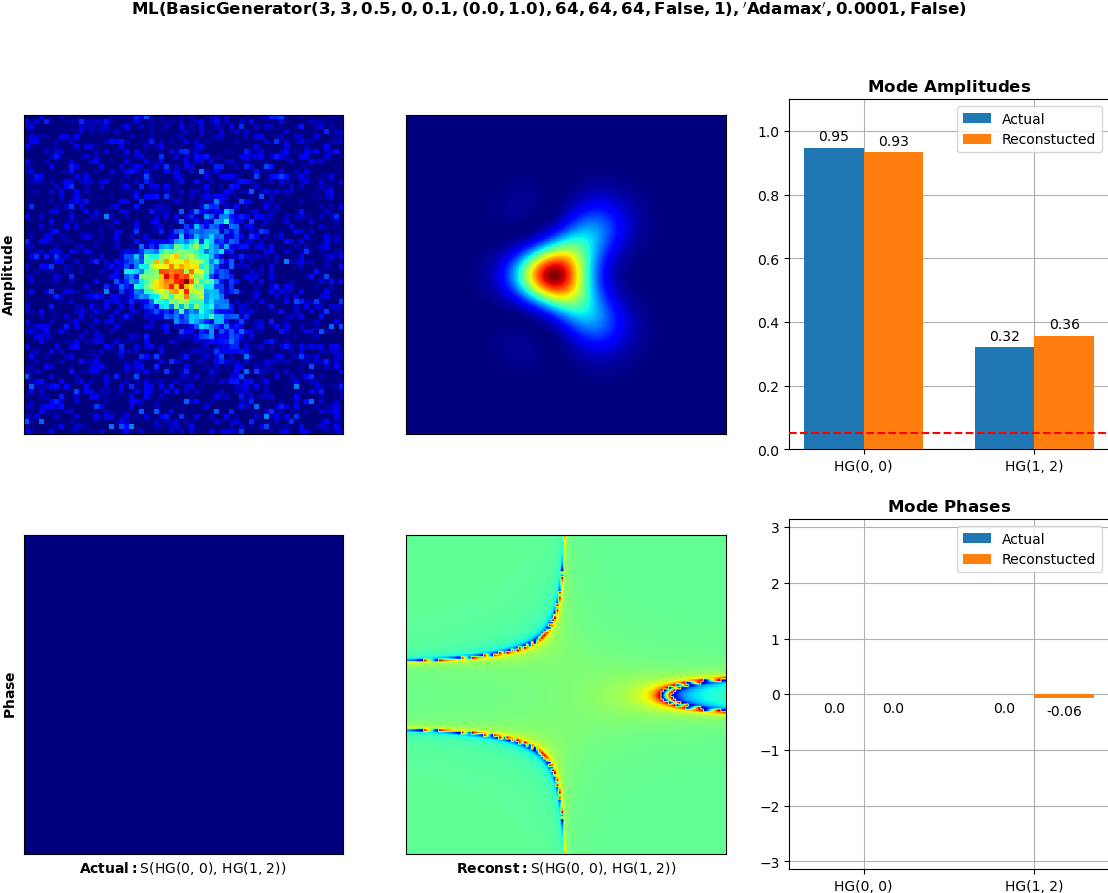 ML(BasicGenerator(3, 3, 0.5, 0, 0.1, (0.0, 1.0), 64, 64, 64, False, 1), ′Adamax′, 0.0001, False)
Amplitude
Mode Amplitudes
Actual
Reconstucted
1.0
0.8
0.6
0.4
0.2
0.0
0.95
0.93
0.32
0.36
HG(0, 0)
HG(1, 2)
Phase
Actual: S(HG(0, 0), HG(1, 2))
Reconst: S(HG(0, 0), HG(1, 2))
Mode Phases
Actual
Reconstucted
3
2
1
0
−1
−2
−3
0.0
0.0
0.0
-0.06
HG(0, 0)
HG(1, 2)